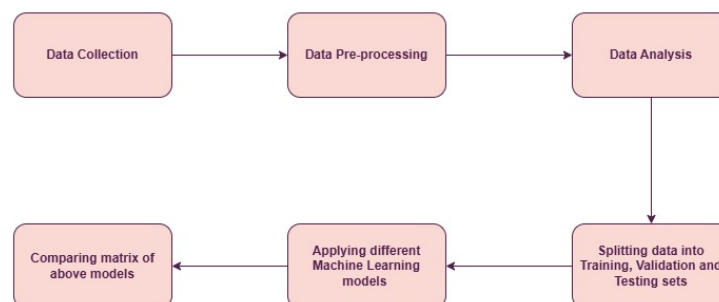 Data Collection
Data Pre-processing
Data Analysis
Splitting data into
Training, Validation and
Testing sets
Applying different
Machine Learning
models
Comparing matrix of
above models